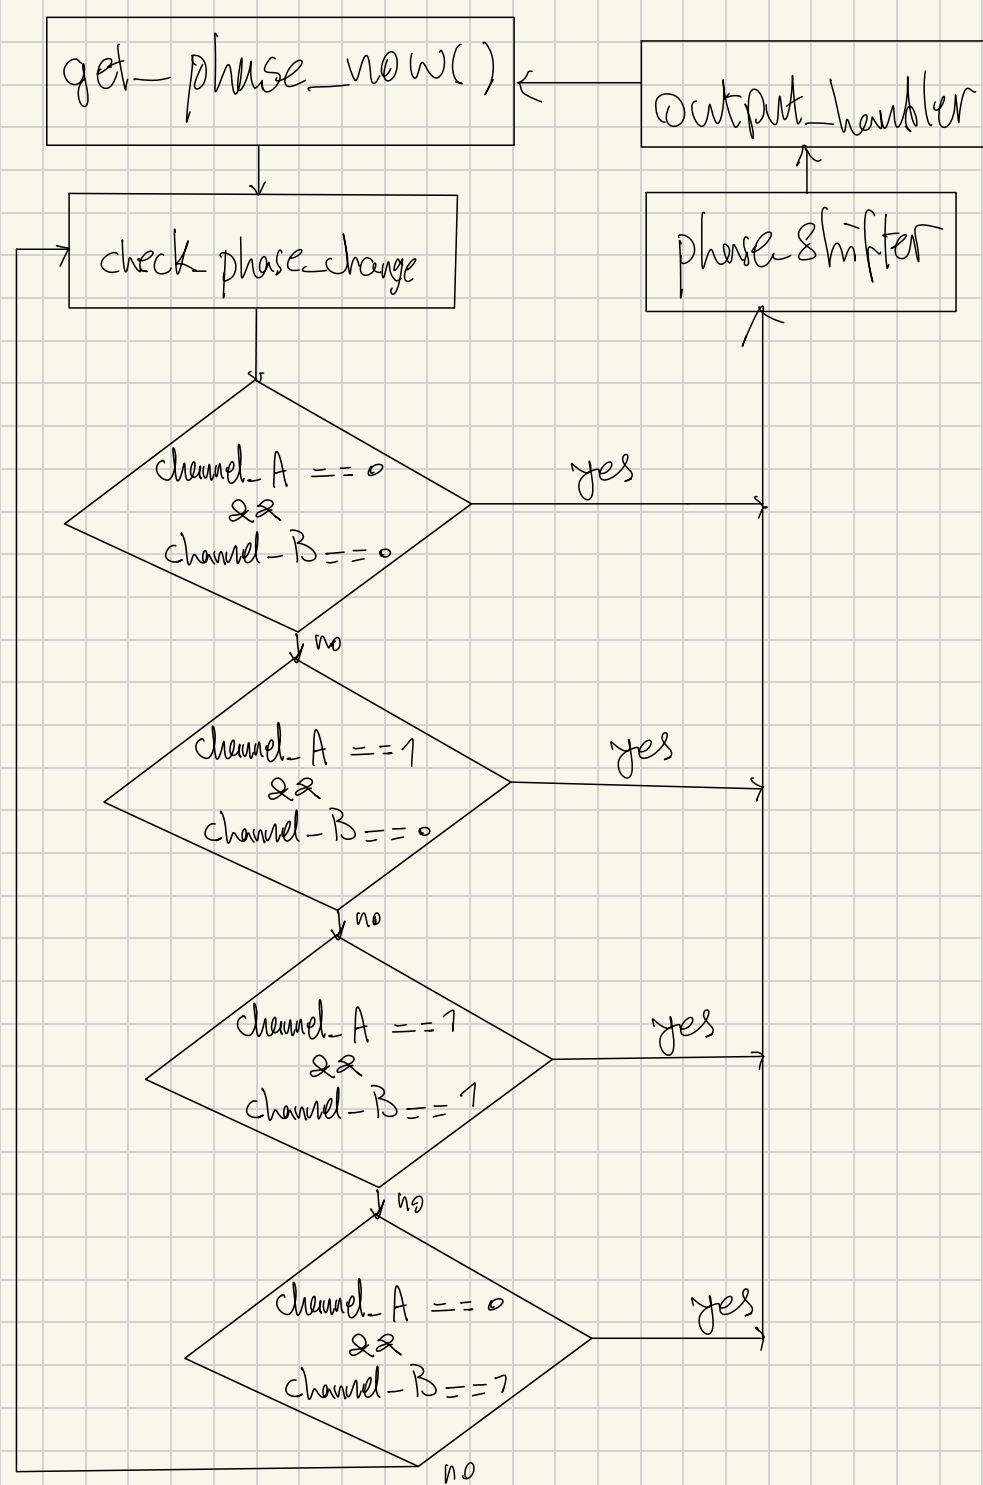 get_phase_now()
output_handler
check_phase_change
phase_shifter
channel_A == 0
&&
channel_B == 0
yes
no
channel_A == 1
&&
channel_B == 0
yes
no
channel_A == 1
&&
channel_B == 1
yes
no
channel_A == 0
&&
channel_B == 1
yes
no